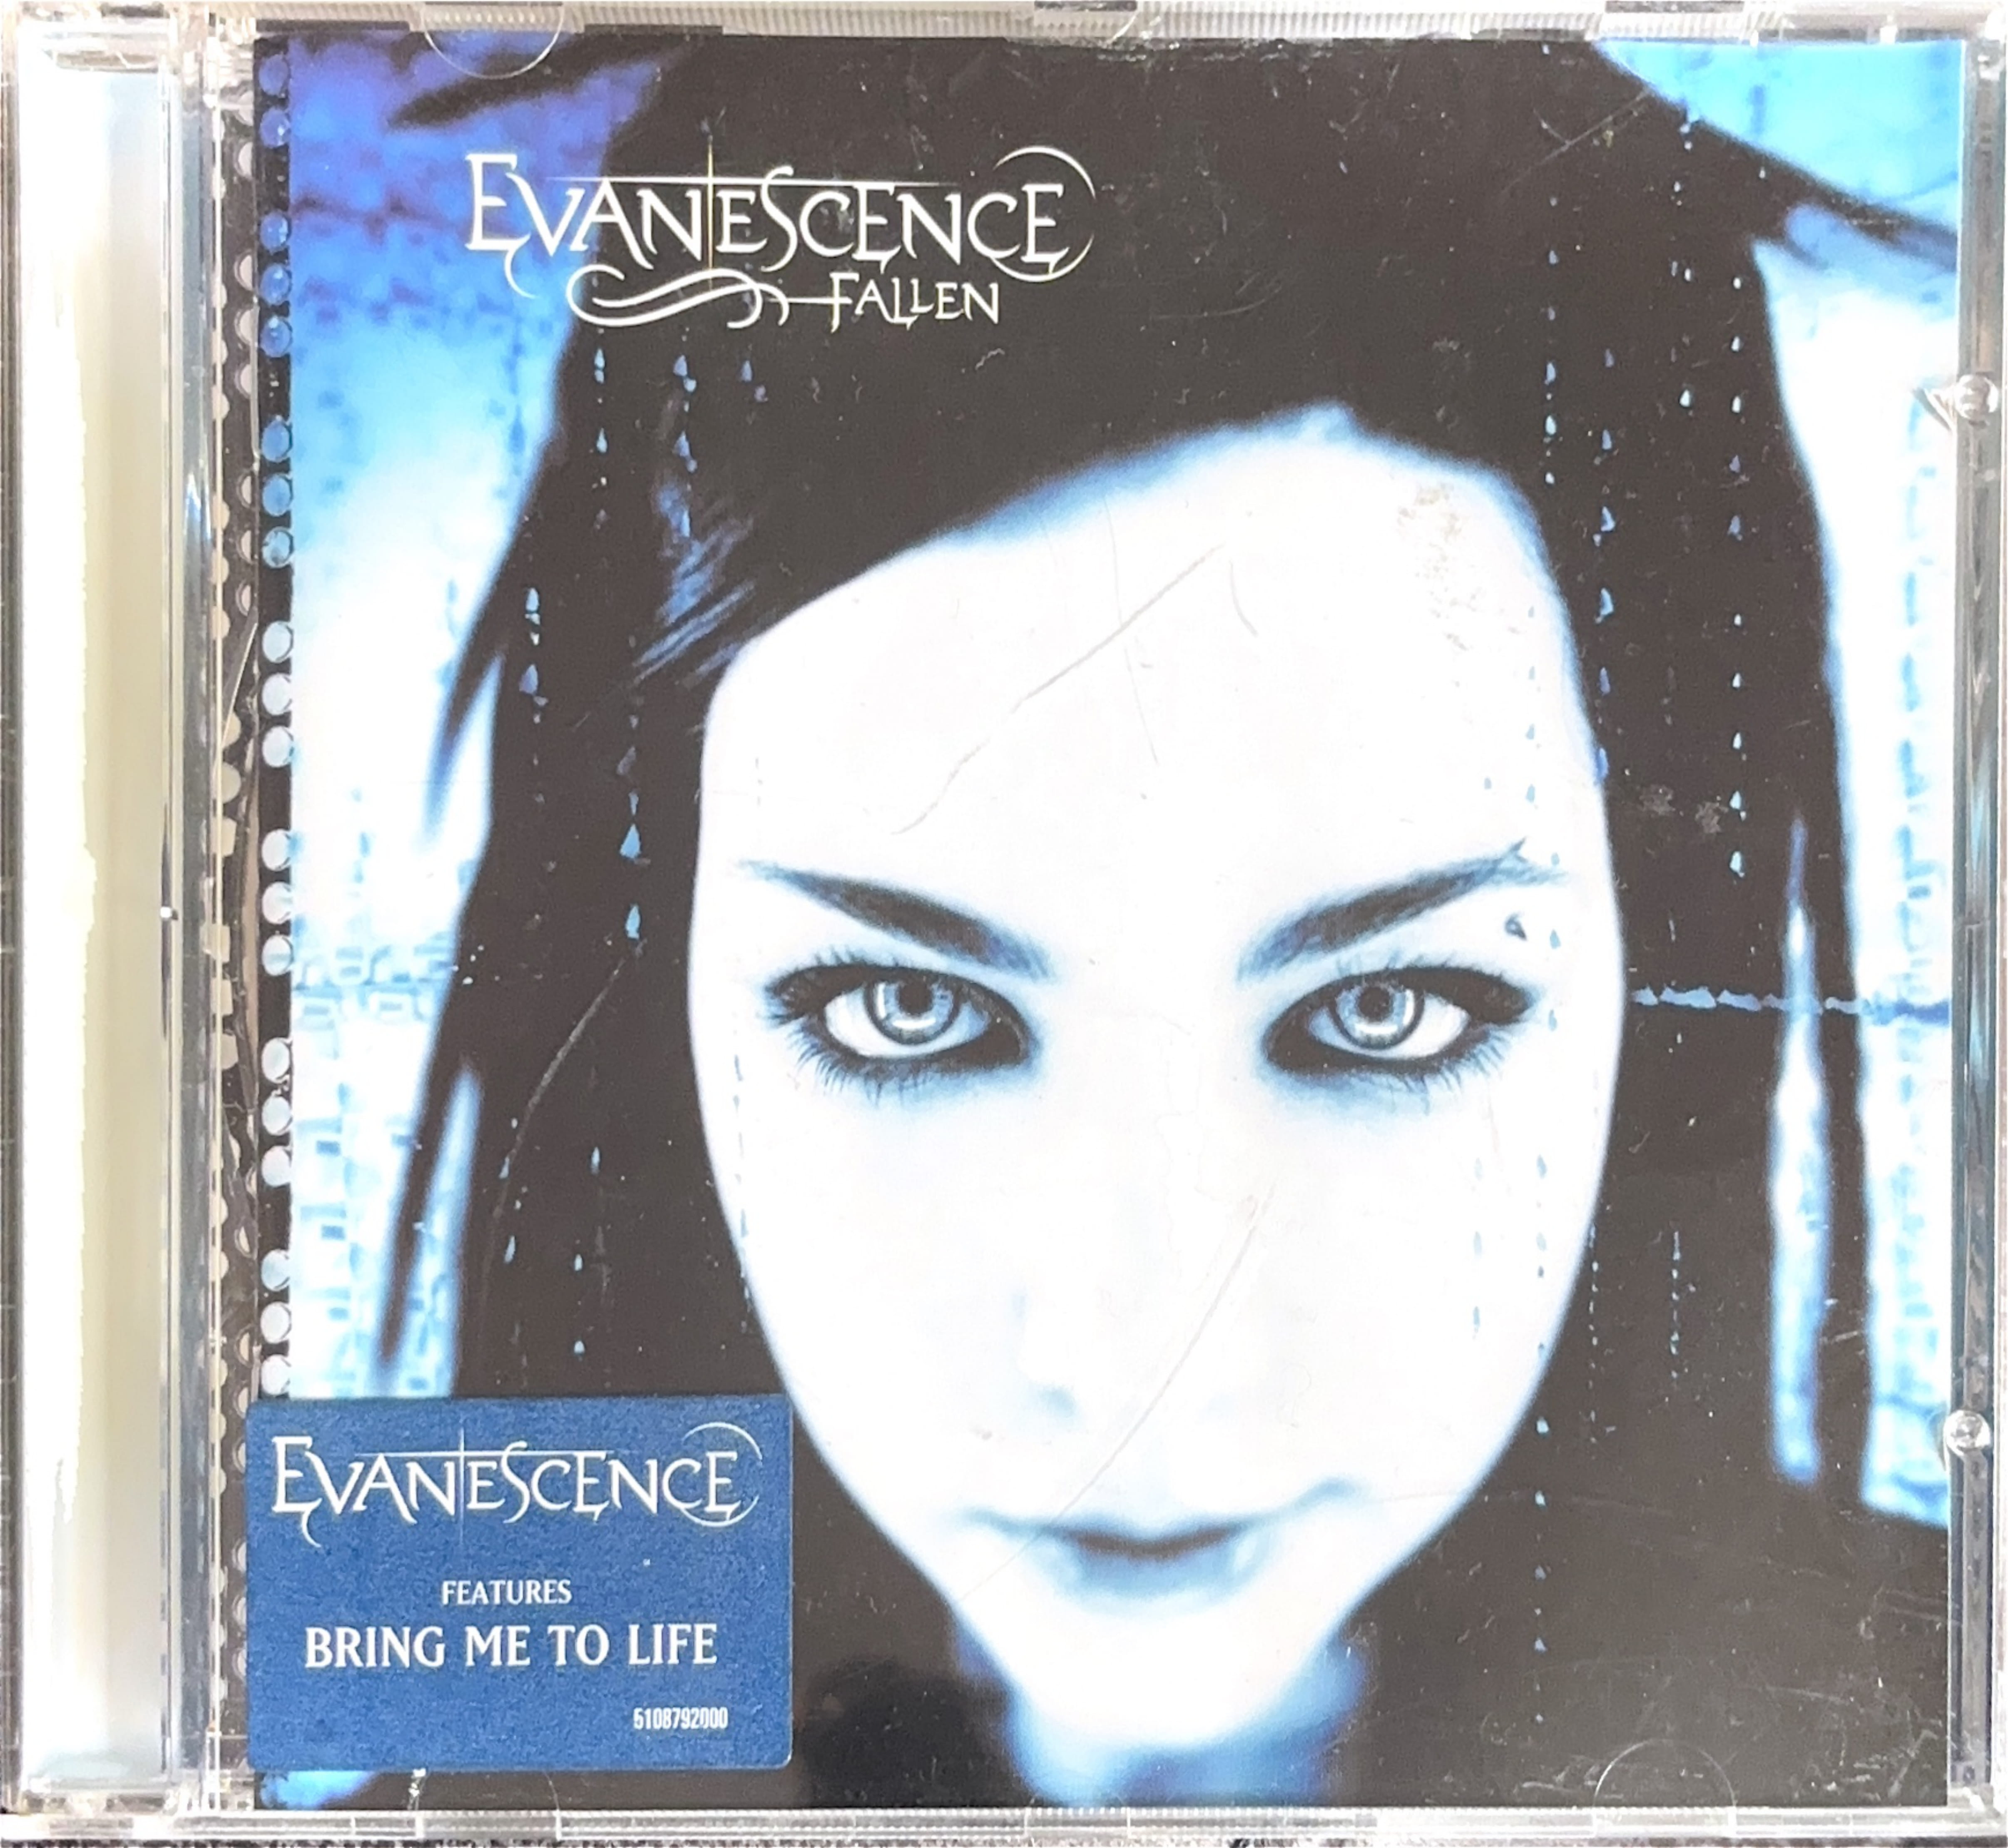 EVANESCENCE
FALLEN
EVANESCENCE
FEATURES
BRING ME TO LIFE
5108792000